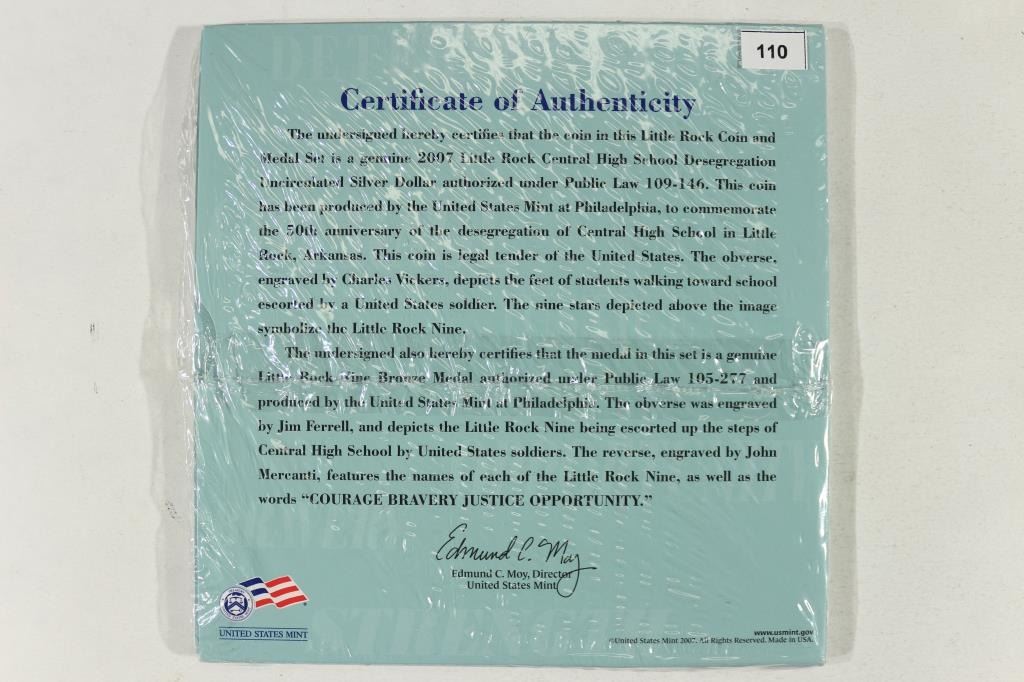 110
Certificate of Authenticity
The undersigned hereby certifies that the coin in this Little Rock Coin and
Medal Set is a genuine 2007 Little Rock Central High School Desegregation
Uncirculated Silver Dollar authorized under Public Law 109-146. This coin
has been produced by the United States Mint at Philadelphia, to commemorate
the 50th anniversary of the desegregation of Central High School in Little
Rock, Arkansas. This coin is legal tender of the United States. The obverse,
engraved by Charles Vickers, depicts the feet of students walking toward school
escorted by a United States soldier. The nine stars depicted above the image
symbolize the Little Rock Nine.
The undersigned also hereby certifies that the medal in this set is a genuine
Little Rock Nine Bronze Medal authorized under Public Law 105-277 and
produced by the United States Mint at Philadelphia. The obverse was engraved
by Jim Ferrell, and depicts the Little Rock Nine being escorted up the steps of
Central High School by United States soldiers. The reverse, engraved by John
Mercanti, features the names of each of the Little Rock Nine, as well as the
words “COURAGE BRAVERY JUSTICE OPPORTUNITY.”
Edmund C. Moy
Edmund C. Moy, Director
United States Mint
UNITED STATES MINT
www.usmint.gov
©United States Mint 2007. All Rights Reserved. Made in USA.